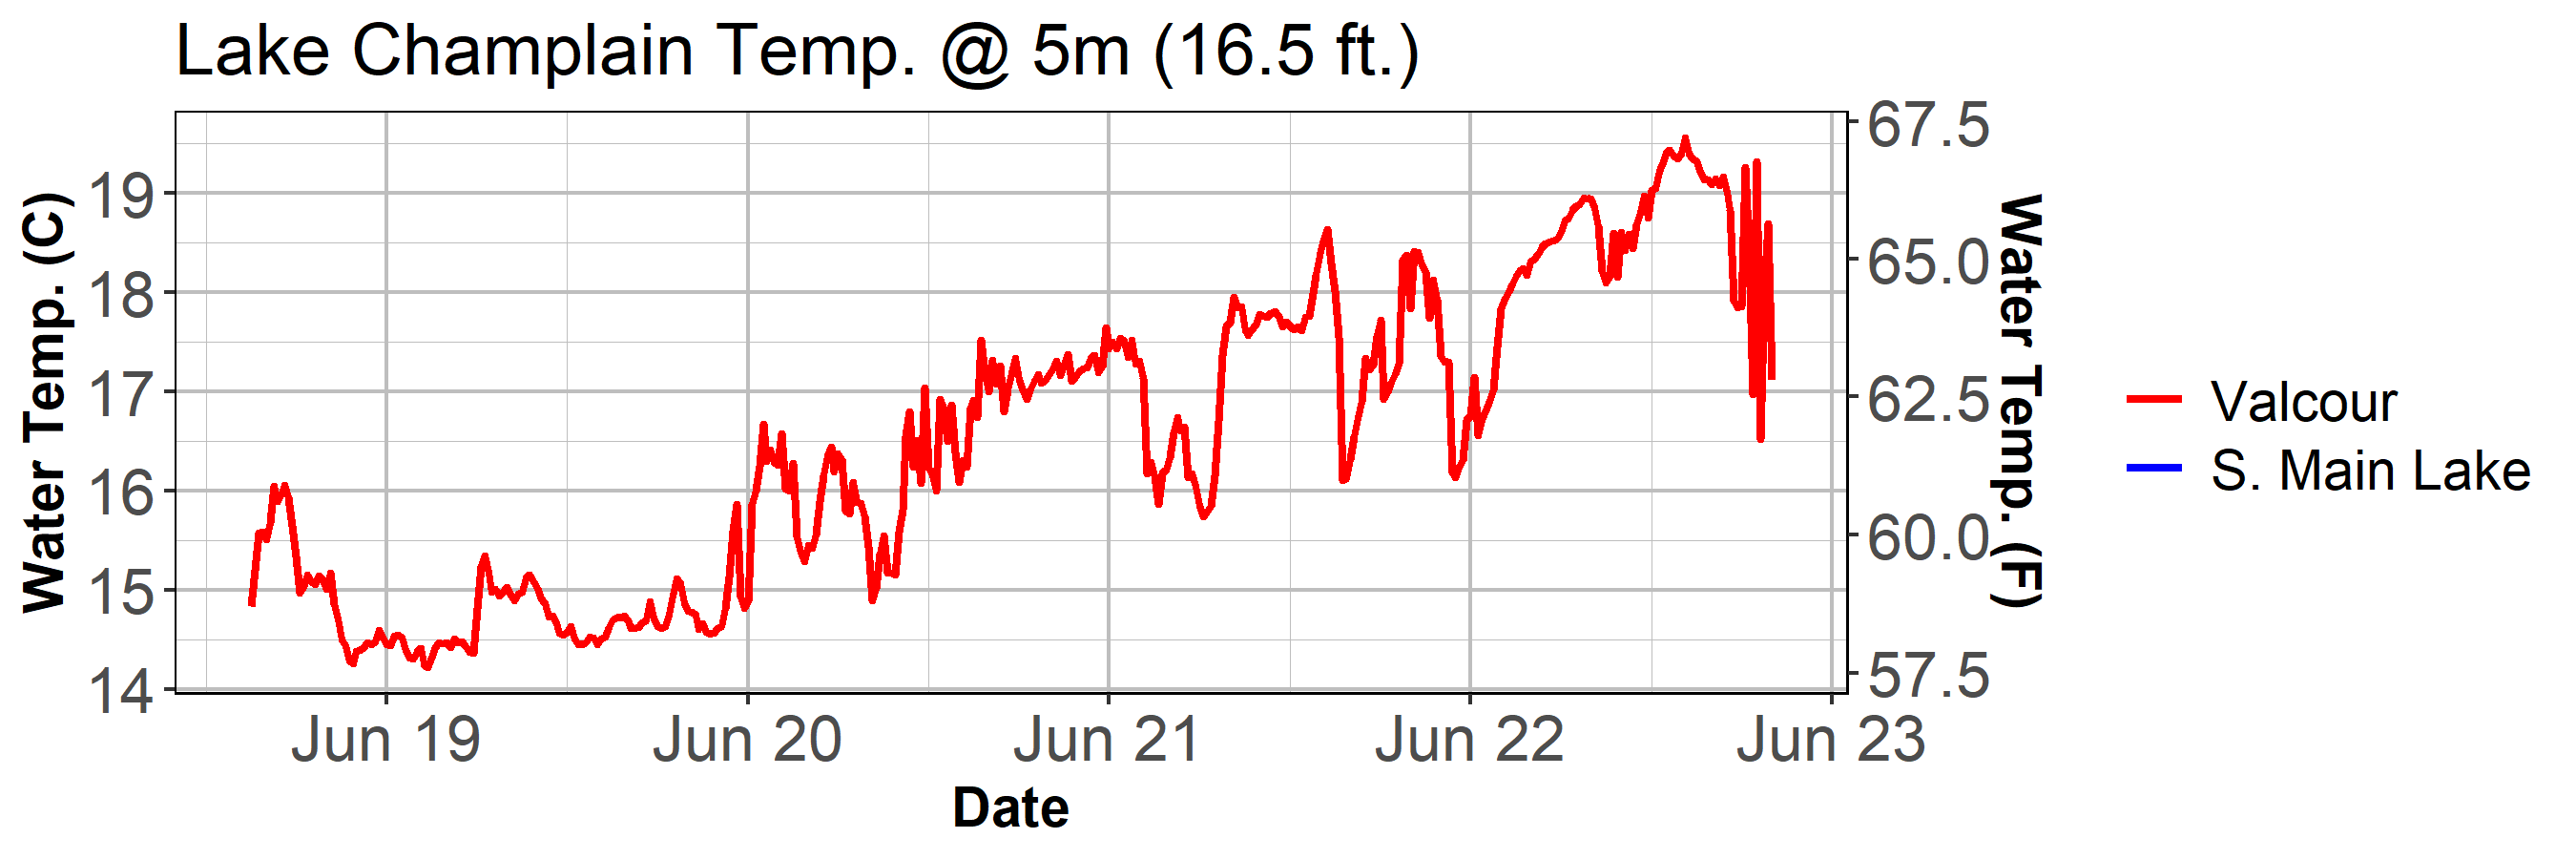 Lake Champlain Temp. @ 5m (16.5 ft.)
Water Temp. (C)
19
18
17
16
15
14
67.5
65.0
62.5
60.0
57.5
Water Temp. (F)
Jun 19 Jun 20 Jun 21 Jun 22 Jun 23
Date
Valcour
S. Main Lake